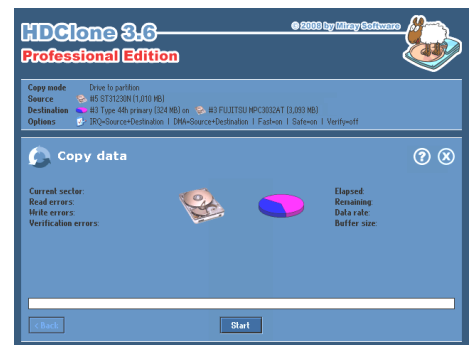 HDClone 3.6
© 2008 by Miray Software
Professional Edition
Copy mode Drive to partition
Source #5 ST31230N (1,010 MB)
Destination #3 Type 44h primary (324 MB) on #3 FUJITSU MPC3032AT (3,093 MB)
Options IRQ=Source+Destination | DMA=Source+Destination | Fast=on | Safe=on | Verify=off
Copy data
Current sector: Elapsed:
Read errors: Remaining:
Write errors: Data rate:
Verification errors: Buffer size:
< Back Start